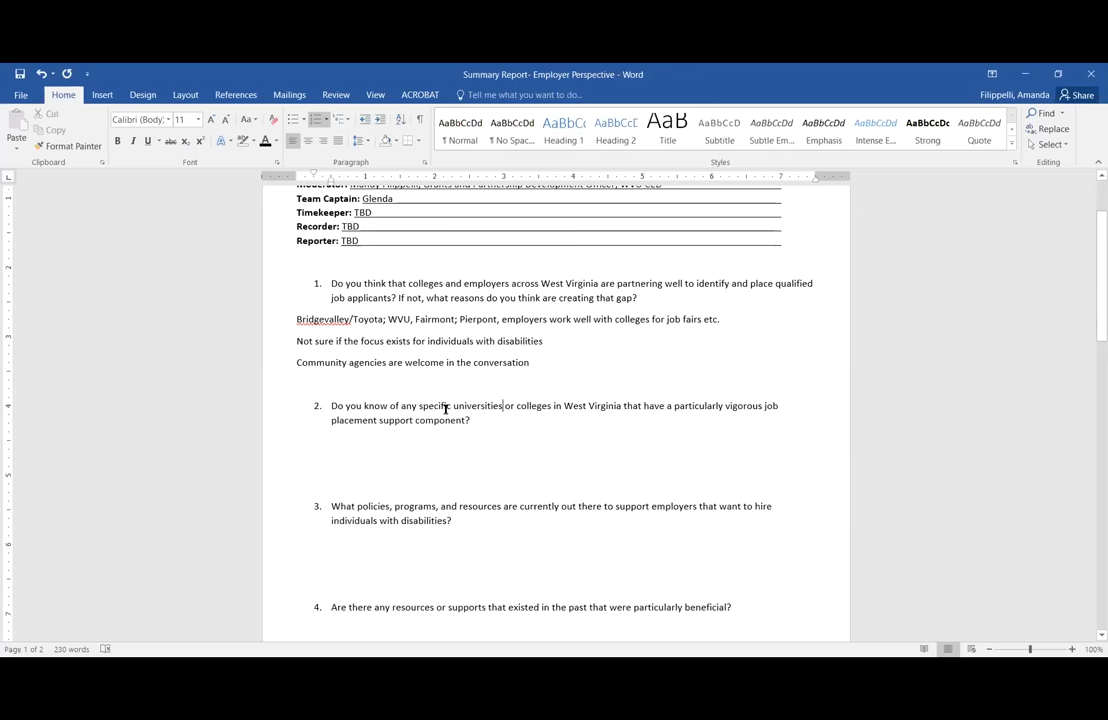 Summary Report- Employer Perspective - Word
File Home Insert Design Layout References Mailings Review View ACROBAT Tell me what you want to do... Filippelli, Amanda Share
Paste Cut Copy Format Painter
Calibri (Body) 11
AaBbCcDd AaBbCcDd AaBbCc AaBbCcC AaB AaBbCcD AaBbCcDd AaBbCcDd AaBbCcDd AaBbCcDc AaBbCcDd
¶ Normal ¶ No Spac... Heading 1 Heading 2 Title Subtitle Subtle Em... Emphasis Intense E... Strong Quote
Find Replace Select
Clipboard Font Paragraph Styles Editing
Moderator: Mandy Filippelli, Grants and Partnership Development Officer, WVU CED
Team Captain: Glenda
Timekeeper: TBD
Recorder: TBD
Reporter: TBD
1. Do you think that colleges and employers across West Virginia are partnering well to identify and place qualified
job applicants? If not, what reasons do you think are creating that gap?
Bridgevalley/Toyota; WVU, Fairmont; Pierpont, employers work well with colleges for job fairs etc.
Not sure if the focus exists for individuals with disabilities
Community agencies are welcome in the conversation
2. Do you know of any specific universities or colleges in West Virginia that have a particularly vigorous job
placement support component?
3. What policies, programs, and resources are currently out there to support employers that want to hire
individuals with disabilities?
4. Are there any resources or supports that existed in the past that were particularly beneficial?
Page 1 of 2 230 words 100%